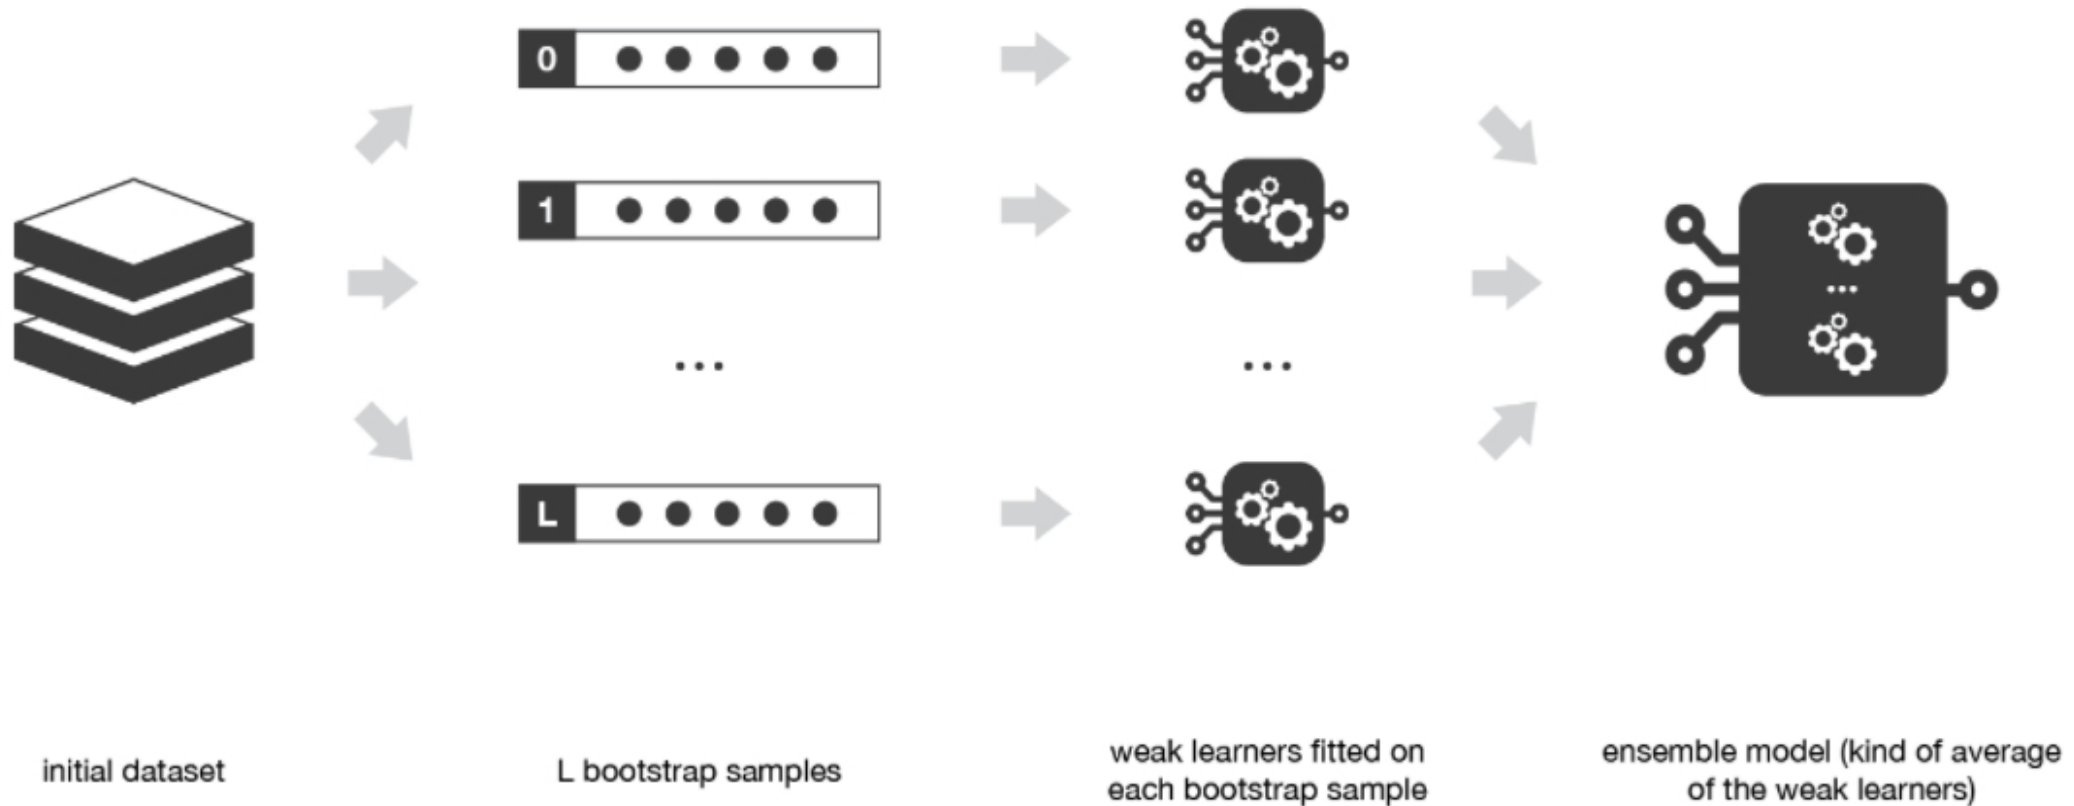 0
1
...
...
L
...
initial dataset
L bootstrap samples
weak learners fitted on
each bootstrap sample
ensemble model (kind of average
of the weak learners)